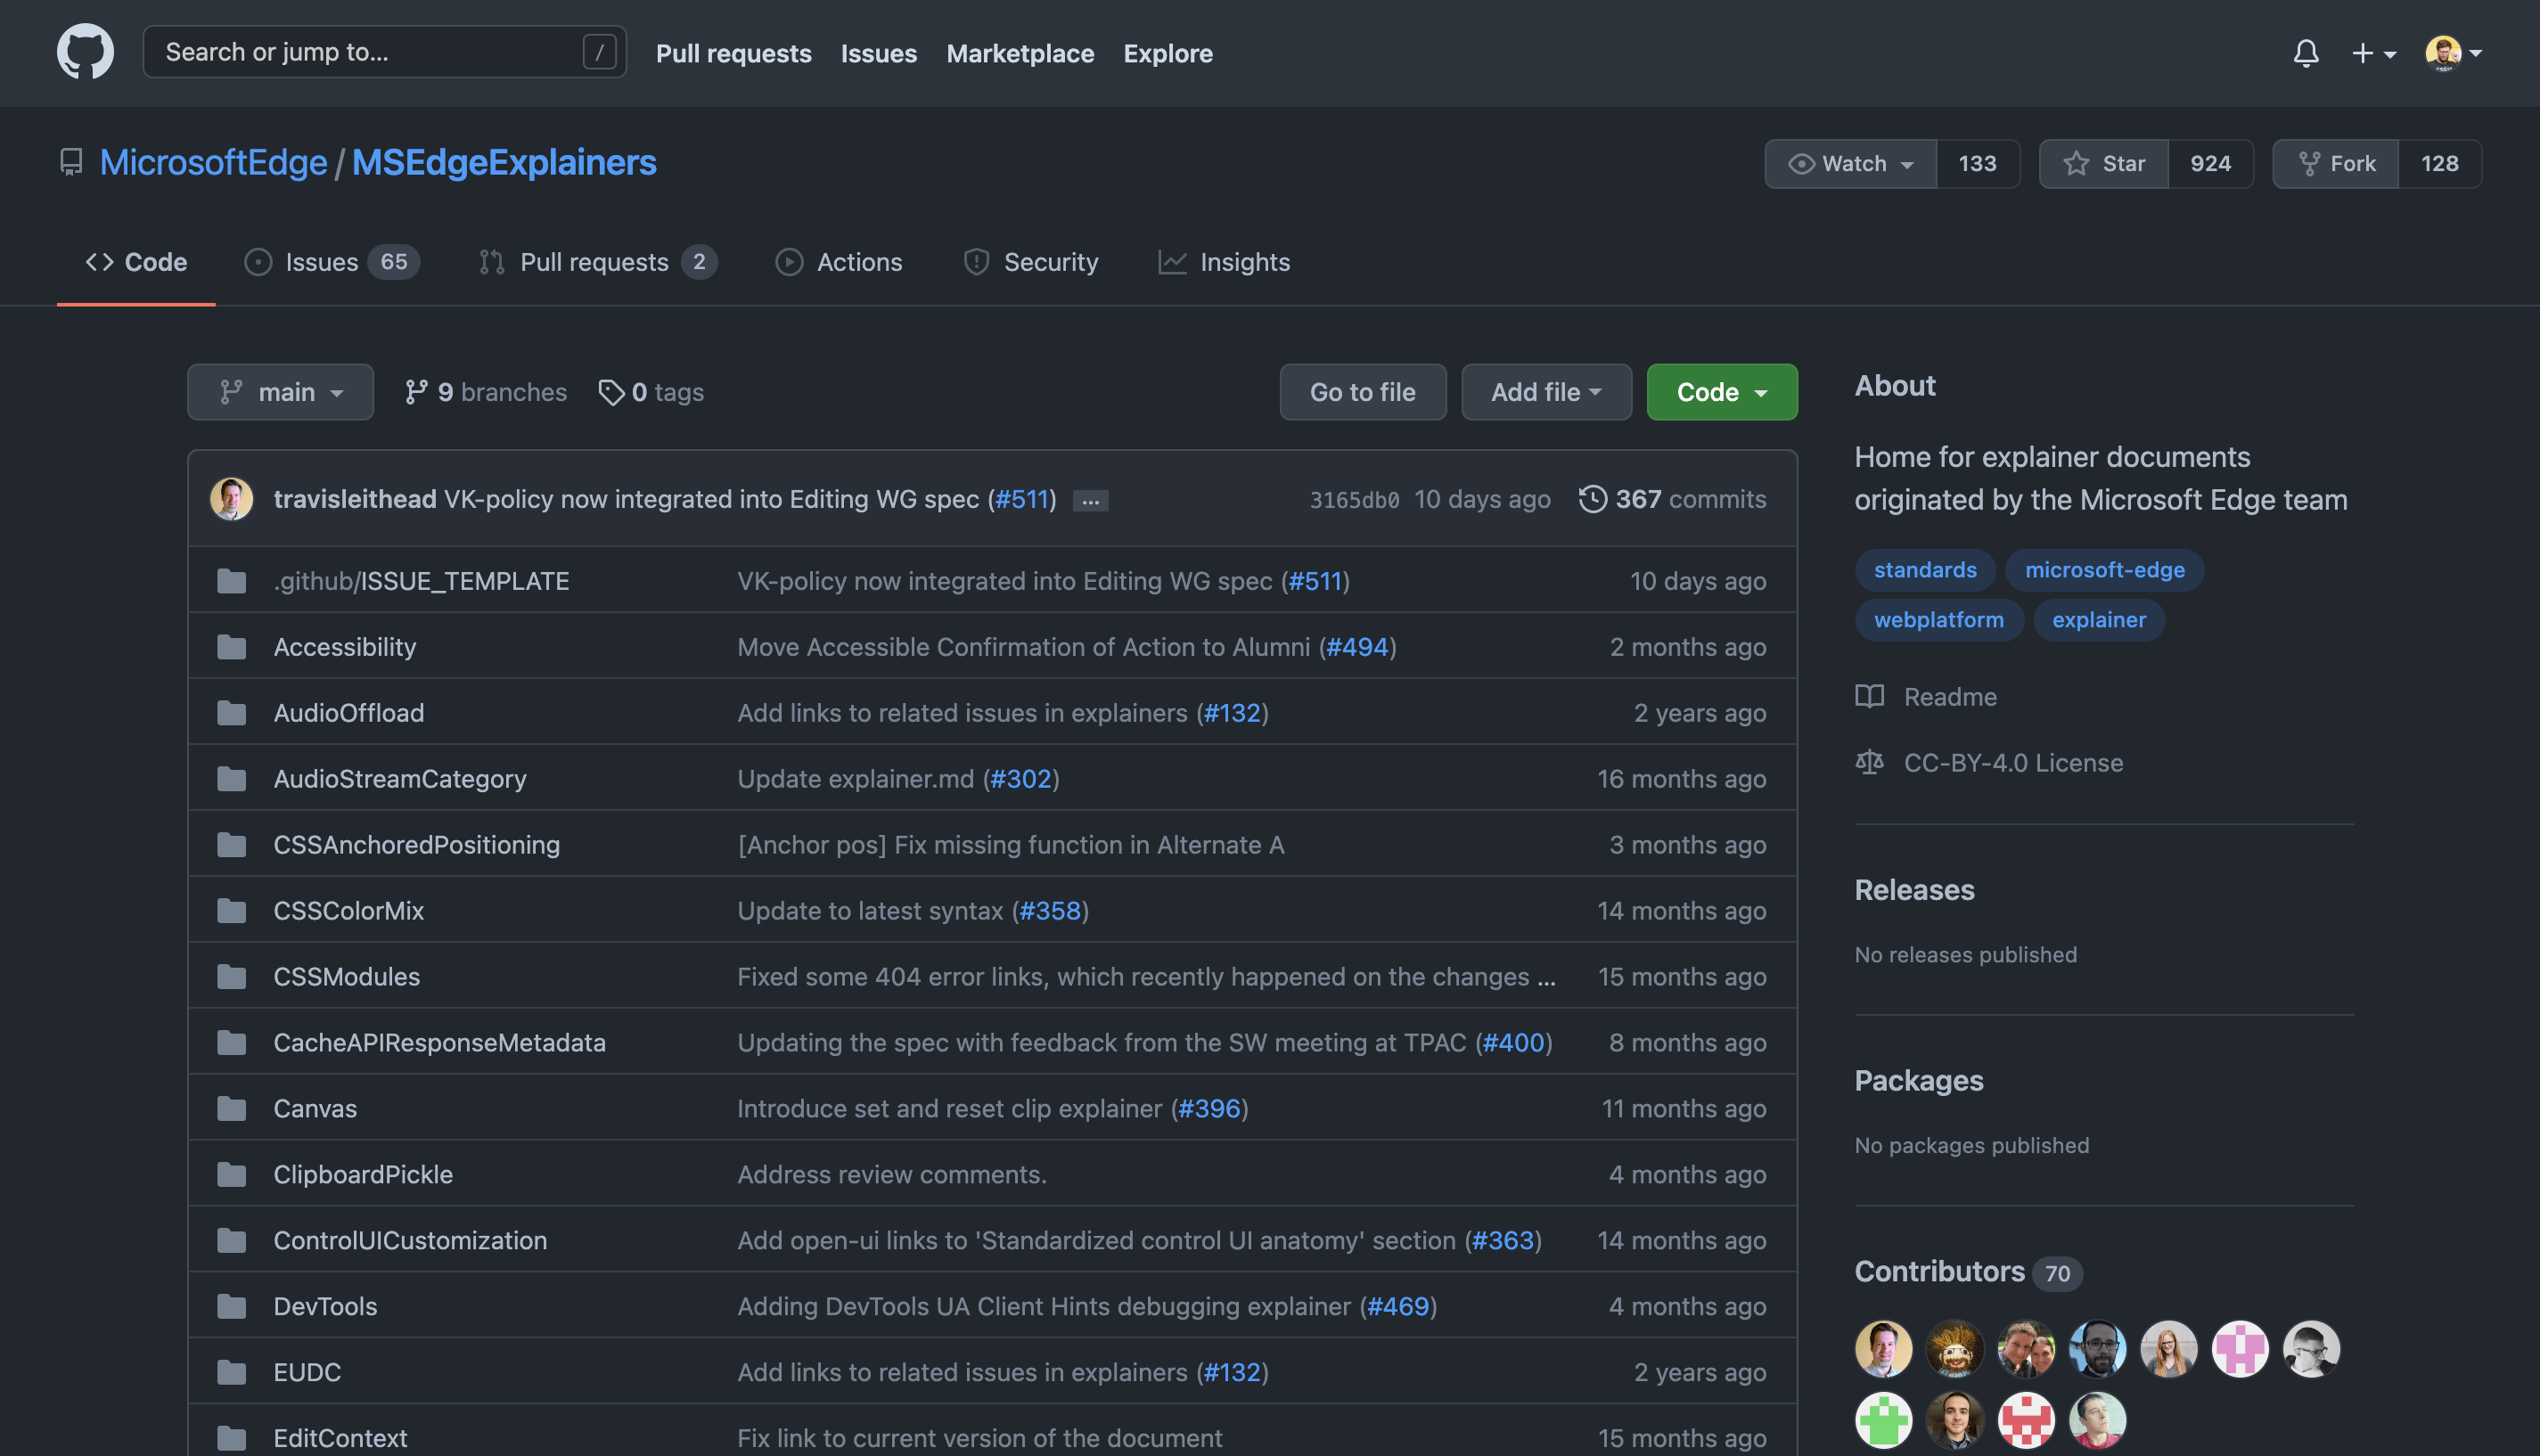 Search or jump to... /
Pull requests Issues Marketplace Explore
MicrosoftEdge / MSEdgeExplainers
Watch 133 Star 924 Fork 128
Code Issues 65 Pull requests 2 Actions Security Insights
main 9 branches 0 tags Go to file Add file Code
travisleithead VK-policy now integrated into Editing WG spec (#511) ... 3165db0 10 days ago 367 commits
.github/ISSUE_TEMPLATE VK-policy now integrated into Editing WG spec (#511) 10 days ago
Accessibility Move Accessible Confirmation of Action to Alumni (#494) 2 months ago
AudioOffload Add links to related issues in explainers (#132) 2 years ago
AudioStreamCategory Update explainer.md (#302) 16 months ago
CSSAnchoredPositioning [Anchor pos] Fix missing function in Alternate A 3 months ago
CSSColorMix Update to latest syntax (#358) 14 months ago
CSSModules Fixed some 404 error links, which recently happened on the changes ... 15 months ago
CacheAPIResponseMetadata Updating the spec with feedback from the SW meeting at TPAC (#400) 8 months ago
Canvas Introduce set and reset clip explainer (#396) 11 months ago
ClipboardPickle Address review comments. 4 months ago
ControlUICustomization Add open-ui links to 'Standardized control UI anatomy' section (#363) 14 months ago
DevTools Adding DevTools UA Client Hints debugging explainer (#469) 4 months ago
EUDC Add links to related issues in explainers (#132) 2 years ago
EditContext Fix link to current version of the document 15 months ago
About
Home for explainer documents
originated by the Microsoft Edge team
standards microsoft-edge
webplatform explainer
Readme
CC-BY-4.0 License
Releases
No releases published
Packages
No packages published
Contributors 70